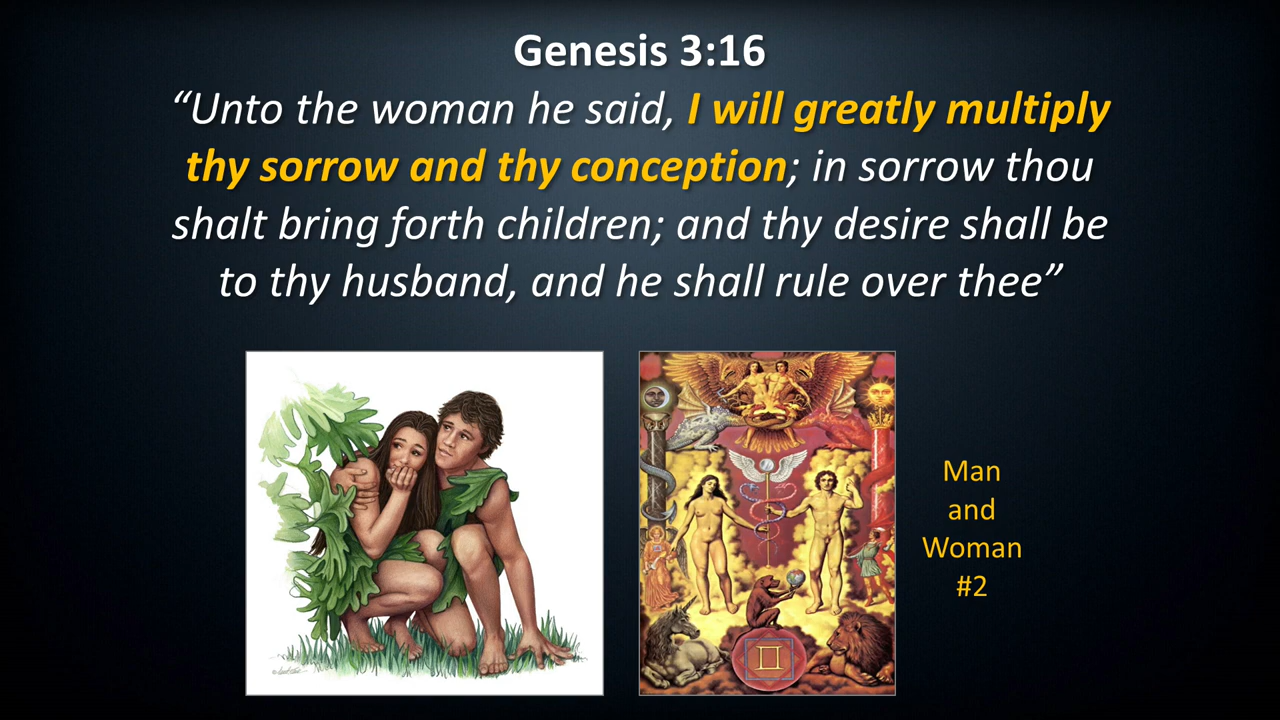 Genesis 3:16
“Unto the woman he said, I will greatly multiply
thy sorrow and thy conception; in sorrow thou
shalt bring forth children; and thy desire shall be
to thy husband, and he shall rule over thee”
Man
and
Woman
#2